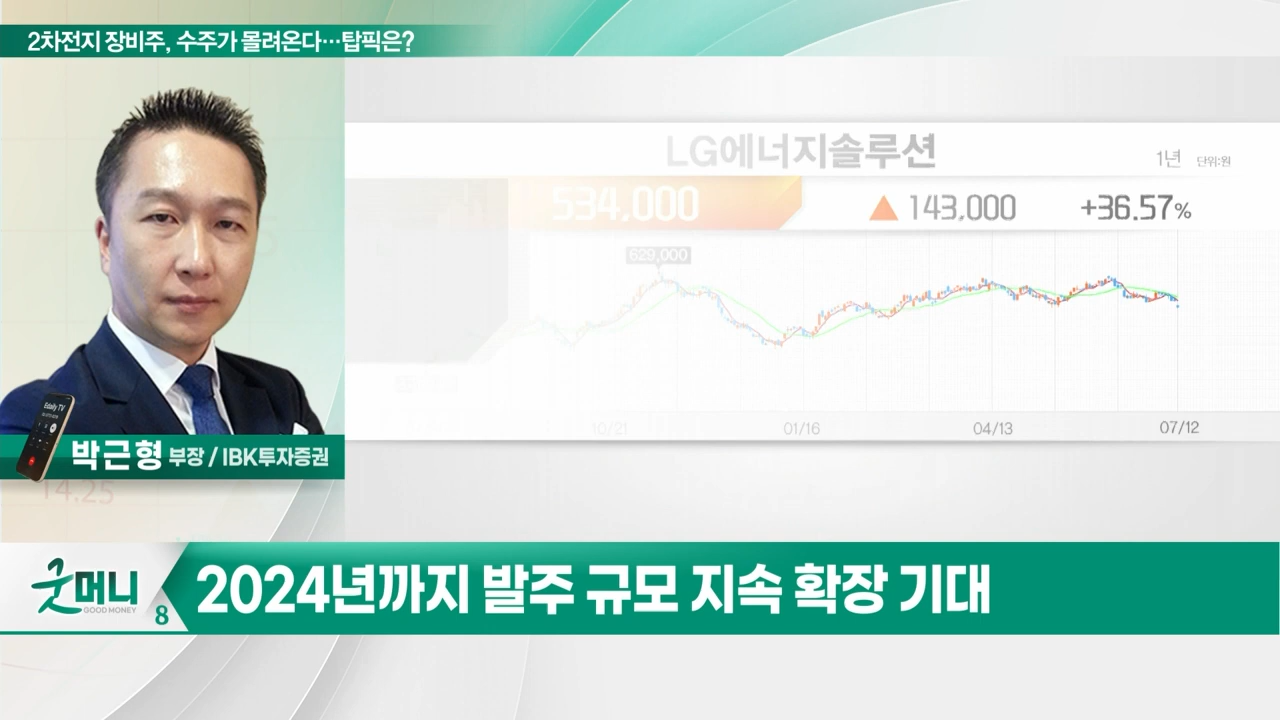 2차전지 장비주, 수주가 몰려온다…탑픽은?
LG에너지솔루션
1년 단위:원
534,000 ▲ 143,000 +36.57%
629,000
10/21 01/16 04/13 07/12
Edaily TV
박근형 부장 / IBK투자증권
14.25
굿머니
GOOD MONEY
8
2024년까지 발주 규모 지속 확장 기대